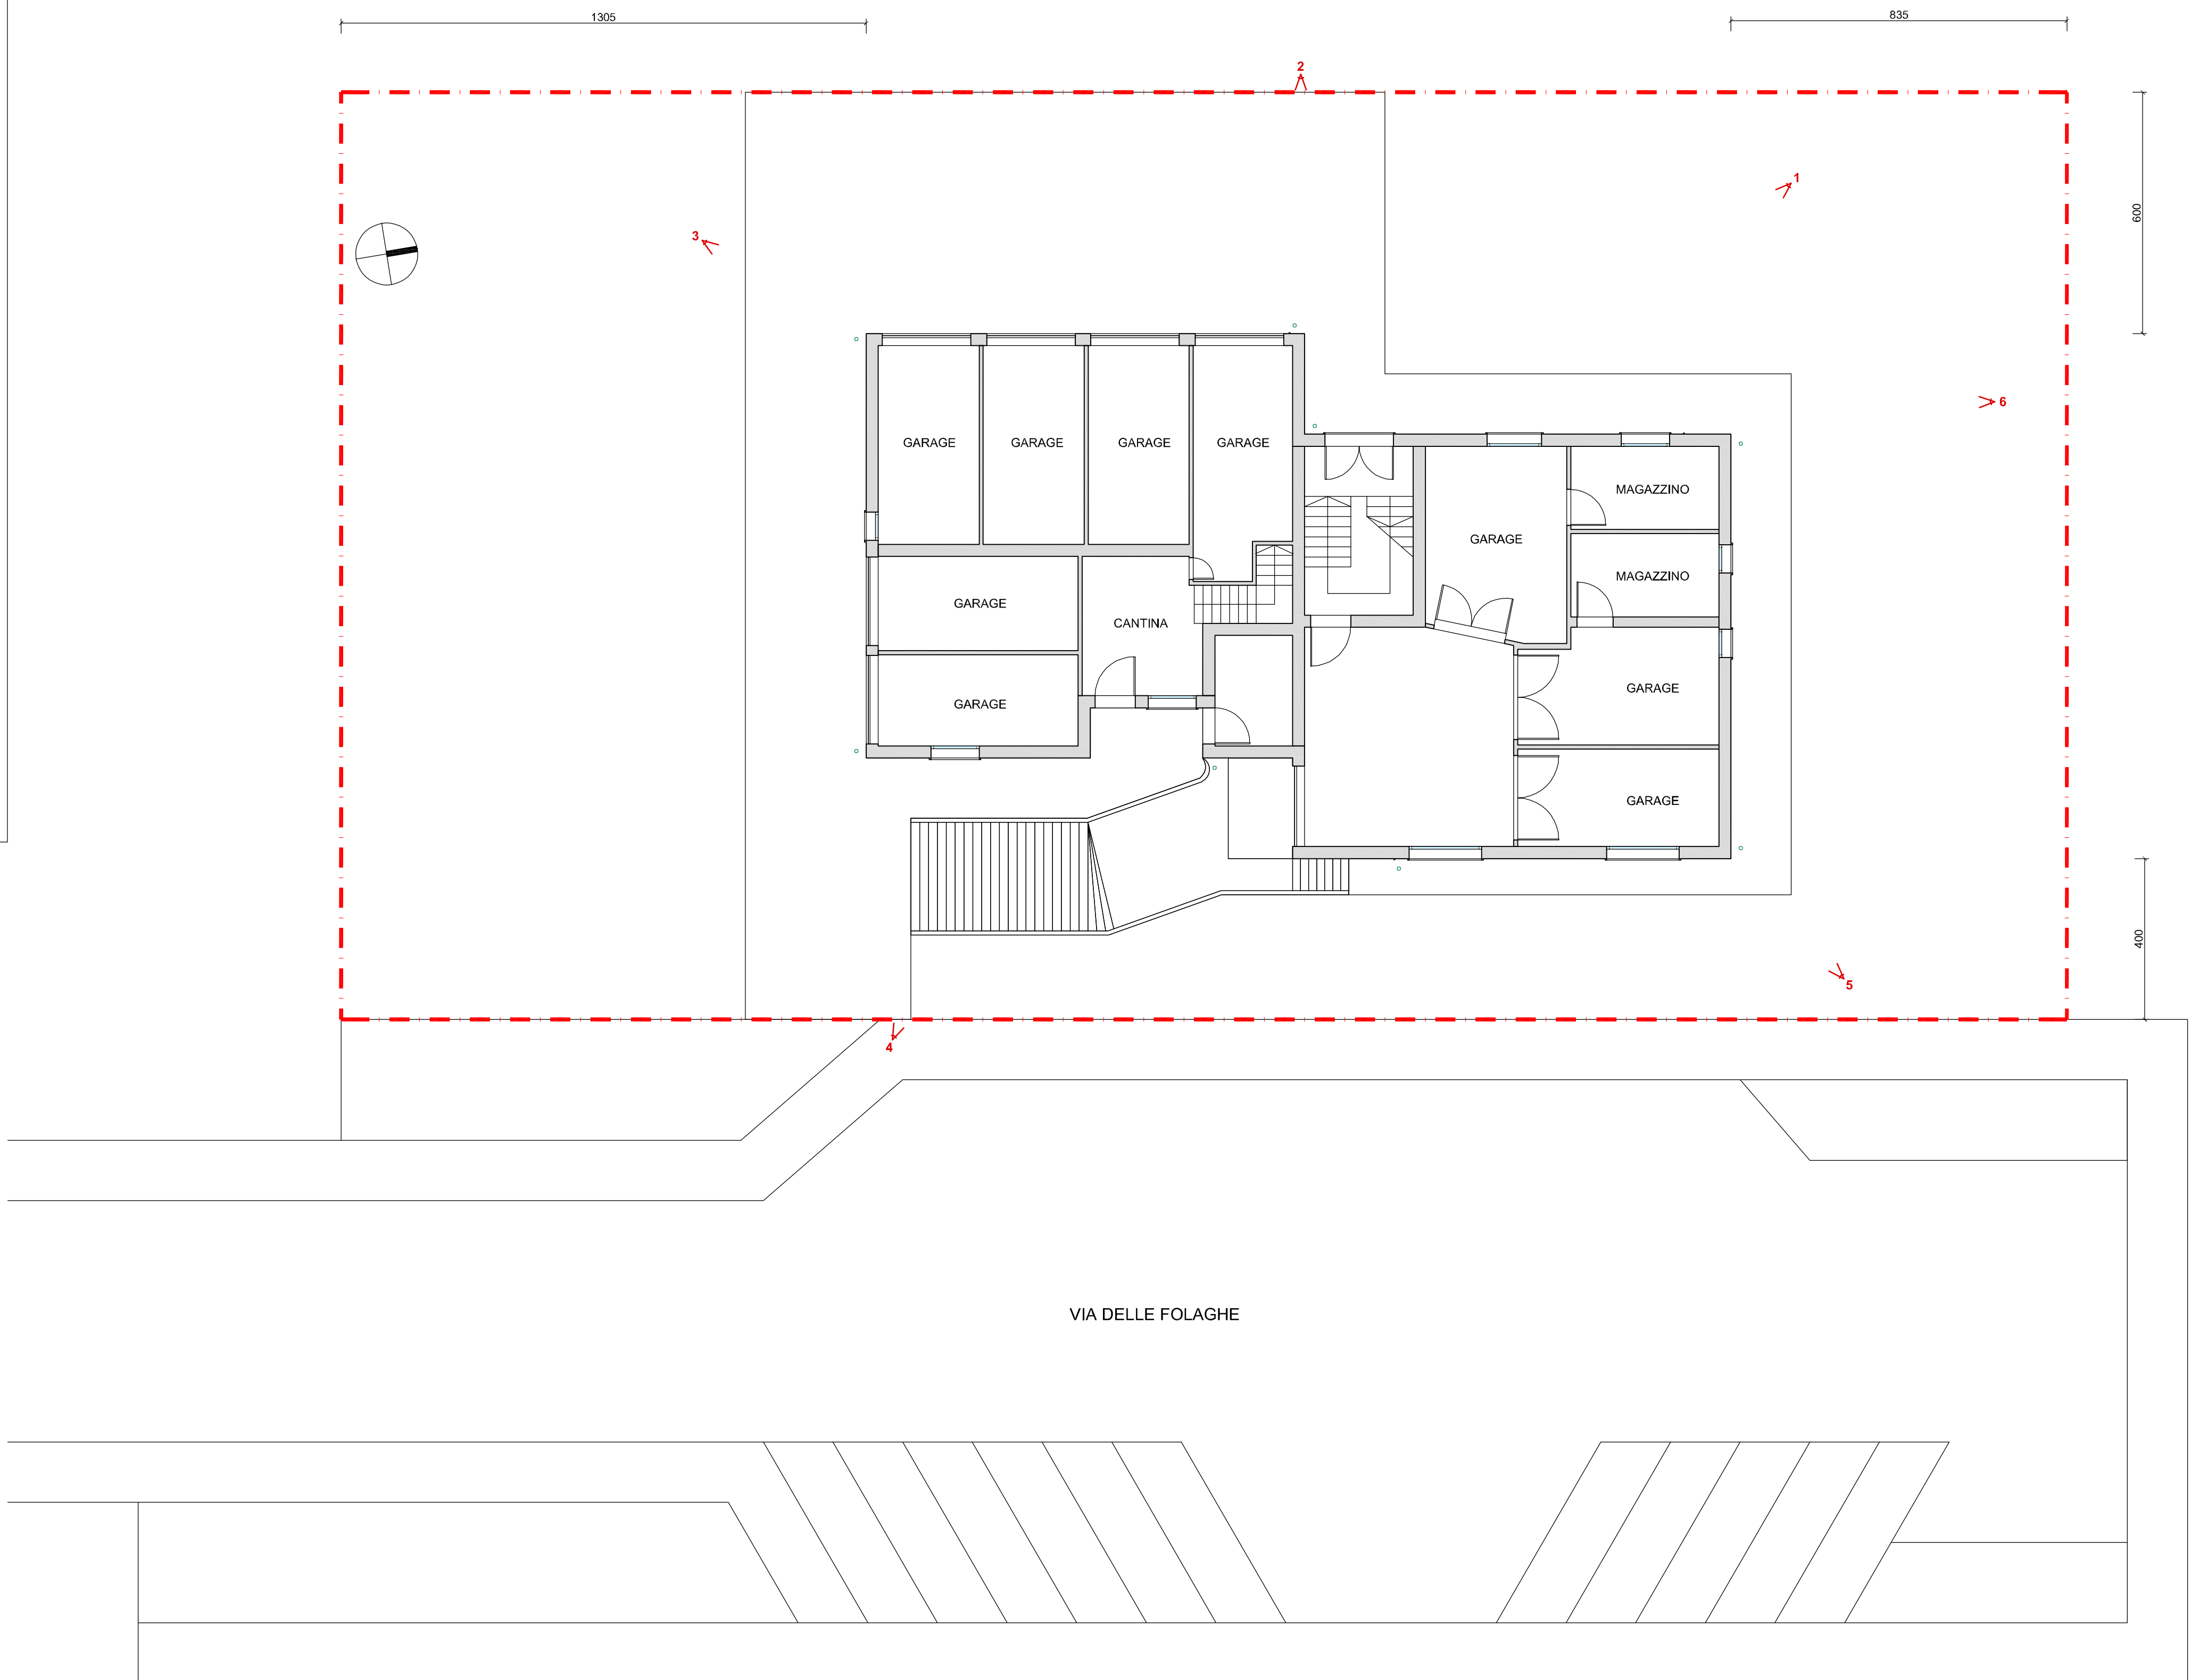 1305
835
2
1
600
3
6
GARAGE
GARAGE
GARAGE
GARAGE
MAGAZZINO
GARAGE
MAGAZZINO
GARAGE
CANTINA
GARAGE
GARAGE
GARAGE
400
5
4
VIA DELLE FOLAGHE